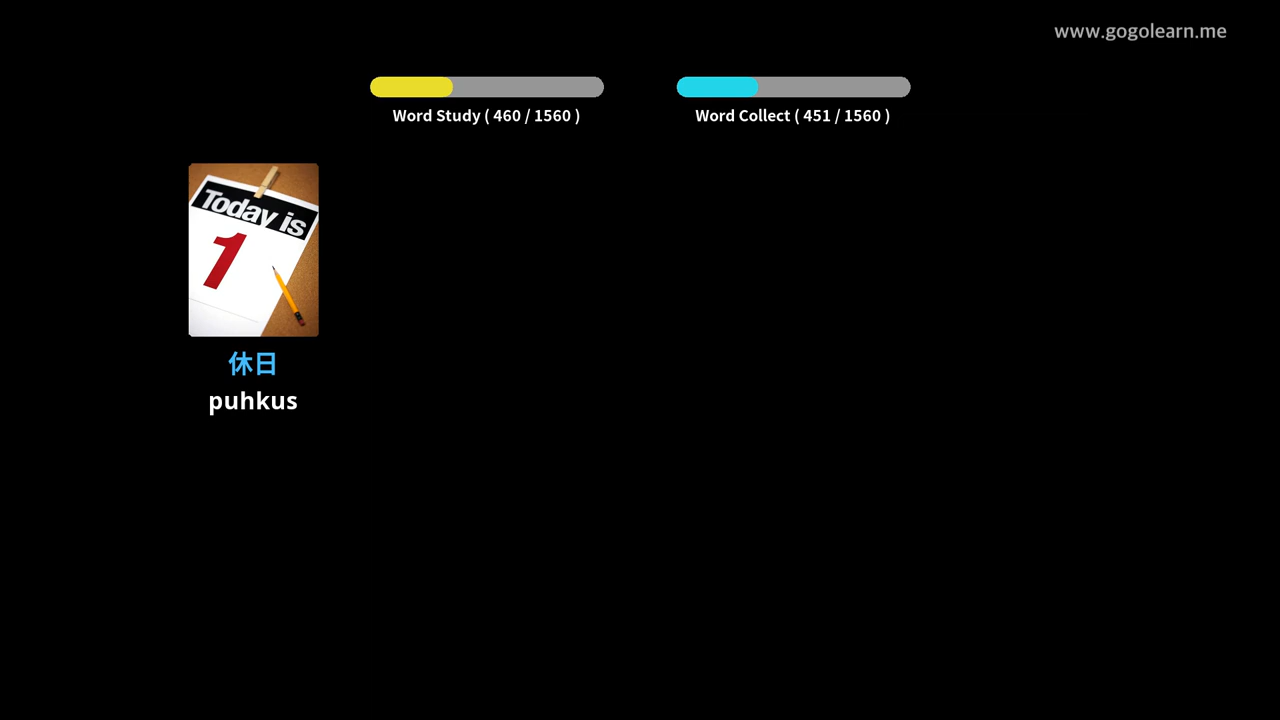 www.gogolearn.me
Word Study ( 460 / 1560 )
Word Collect ( 451 / 1560 )
Today is
1
休日
puhkus